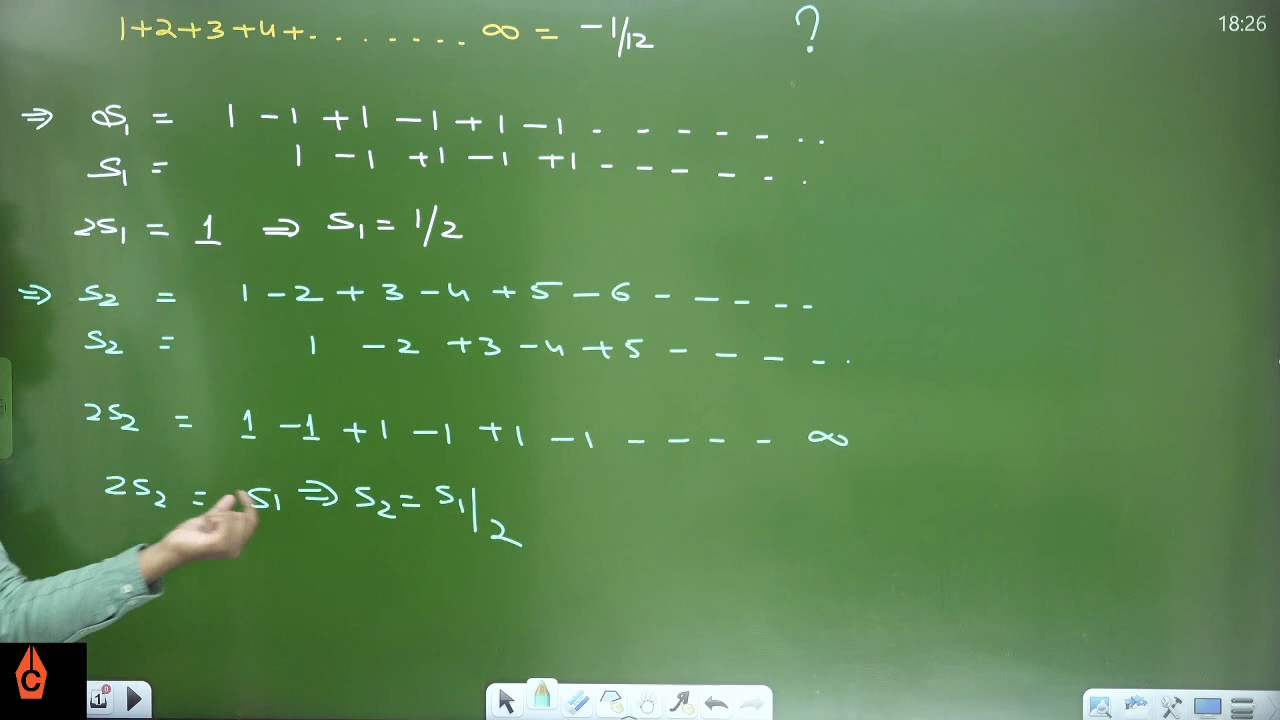 1+2+3+4+........ ∞ = -1/12 ?
18:26
⇒ S₁ = 1 -1 +1 -1 +1 -1 - - - - - - ..
S₁ = 1 -1 +1 -1 +1 - - - - - .
2S₁ = 1 ⇒ S₁ = 1/2
⇒ S₂ = 1 -2 +3 -4 +5 -6 - - - - -
S₂ = 1 -2 +3 -4 +5 - - - - .
2S₂ = 1 -1 +1 -1 +1 -1 - - - - ∞
2S₂ = S₁ ⇒ S₂ = S₁/2
C
1
0